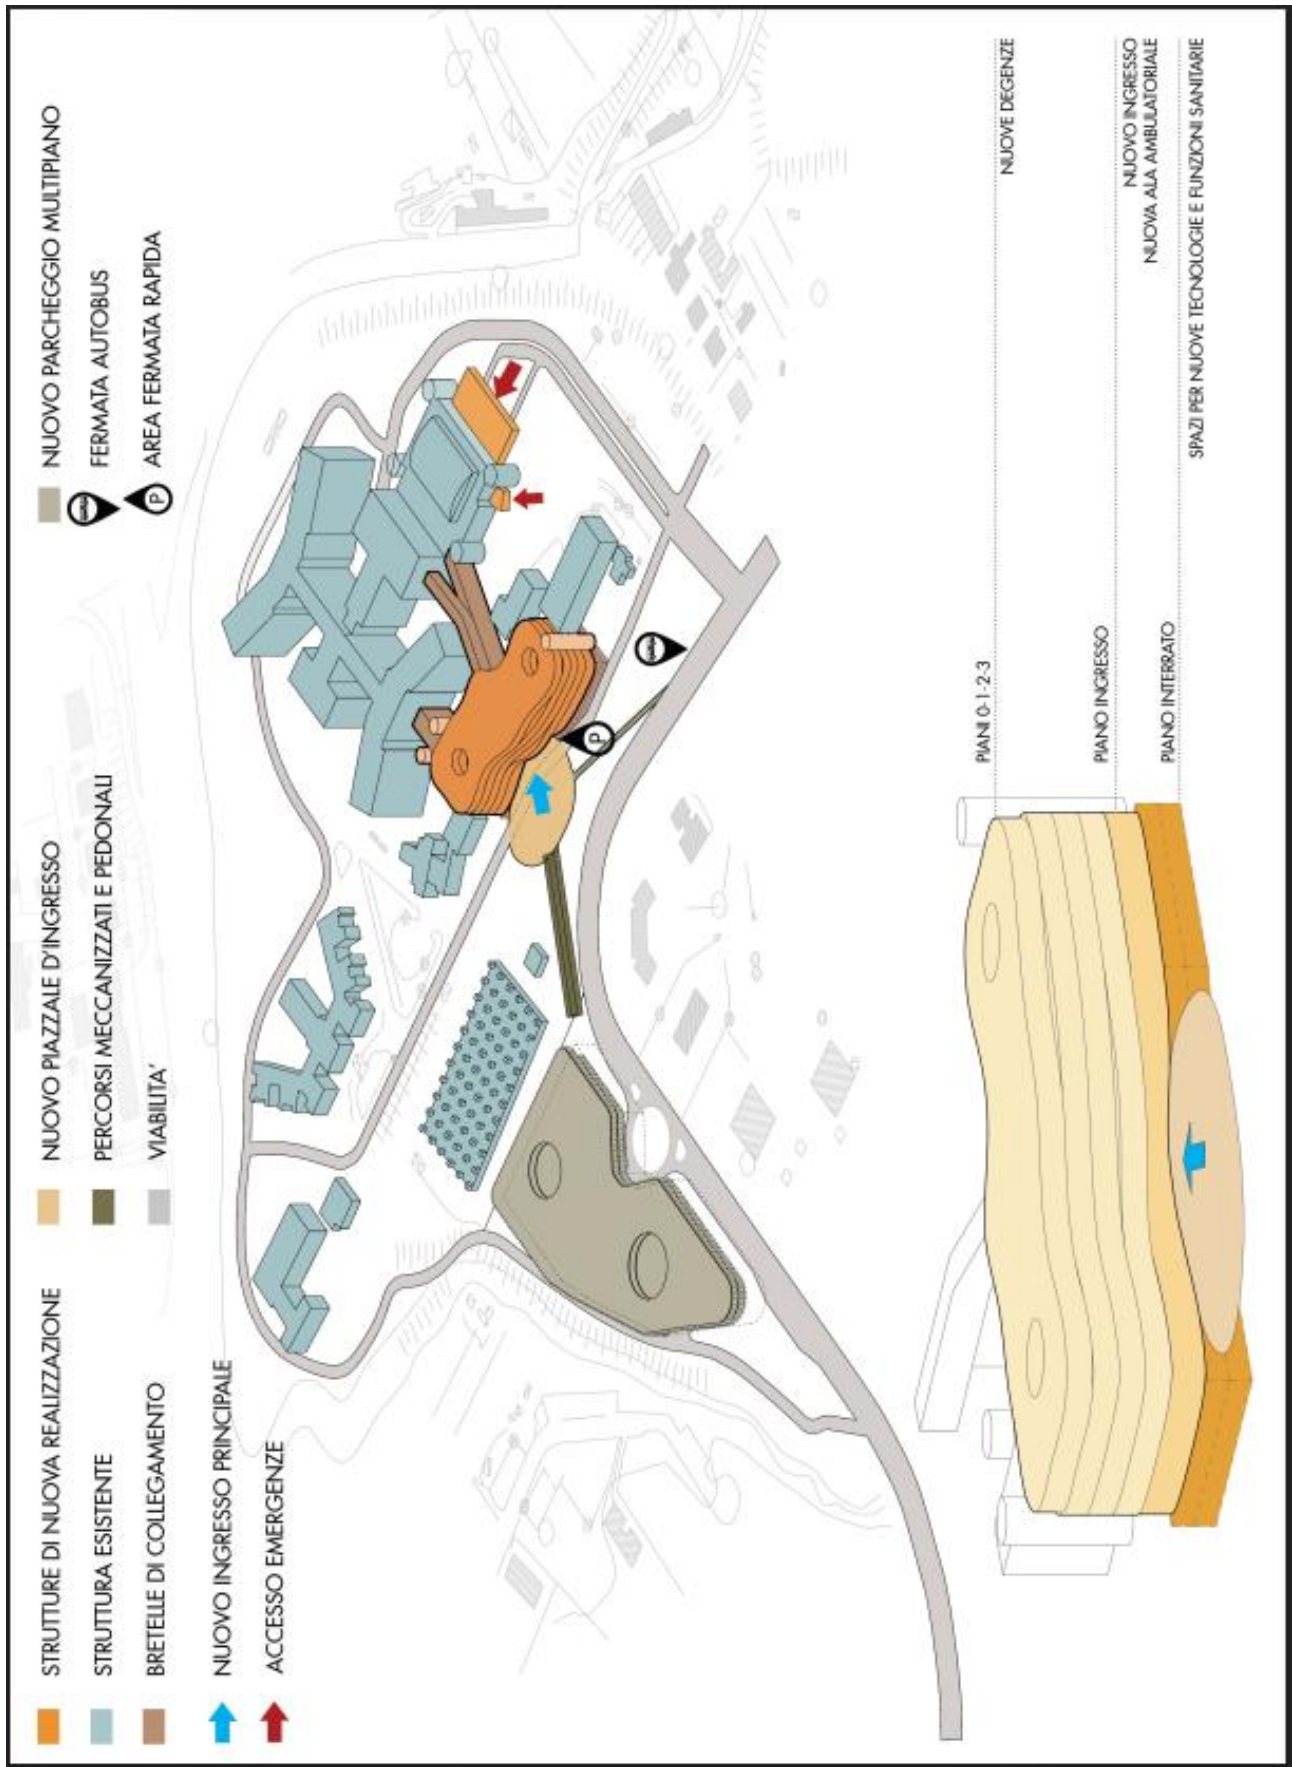 STRUTTURE DI NUOVA REALIZZAZIONE
STRUTTURA ESISTENTE
BRETELLE DI COLLEGAMENTO
NUOVO INGRESSO PRINCIPALE
ACCESSO EMERGENZE
NUOVO PIAZZALE D'INGRESSO
PERCORSI MECCANIZZATI E PEDONALI
VIABILITA'
NUOVO PARCHEGGIO MULTIPIANO
FERMATA AUTOBUS
P
AREA FERMATA RAPIDA
P
PIANI 0-1-2-3
NUOVE DEGENZE
PIANO INGRESSO
NUOVO INGRESSO
NUOVA ALA AMBULATORIALE
PIANO INTERRATO
SPAZI PER NUOVE TECNOLOGIE E FUNZIONI SANITARIE